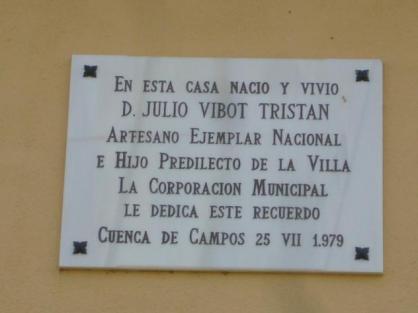 En esta casa nacio y vivio
D. JULIO VIBOT TRISTAN
Artesano Ejemplar Nacional
e Hijo Predilecto de la Villa
La Corporacion Municipal
le dedica este recuerdo
Cuenca de Campos 25 VII 1.979